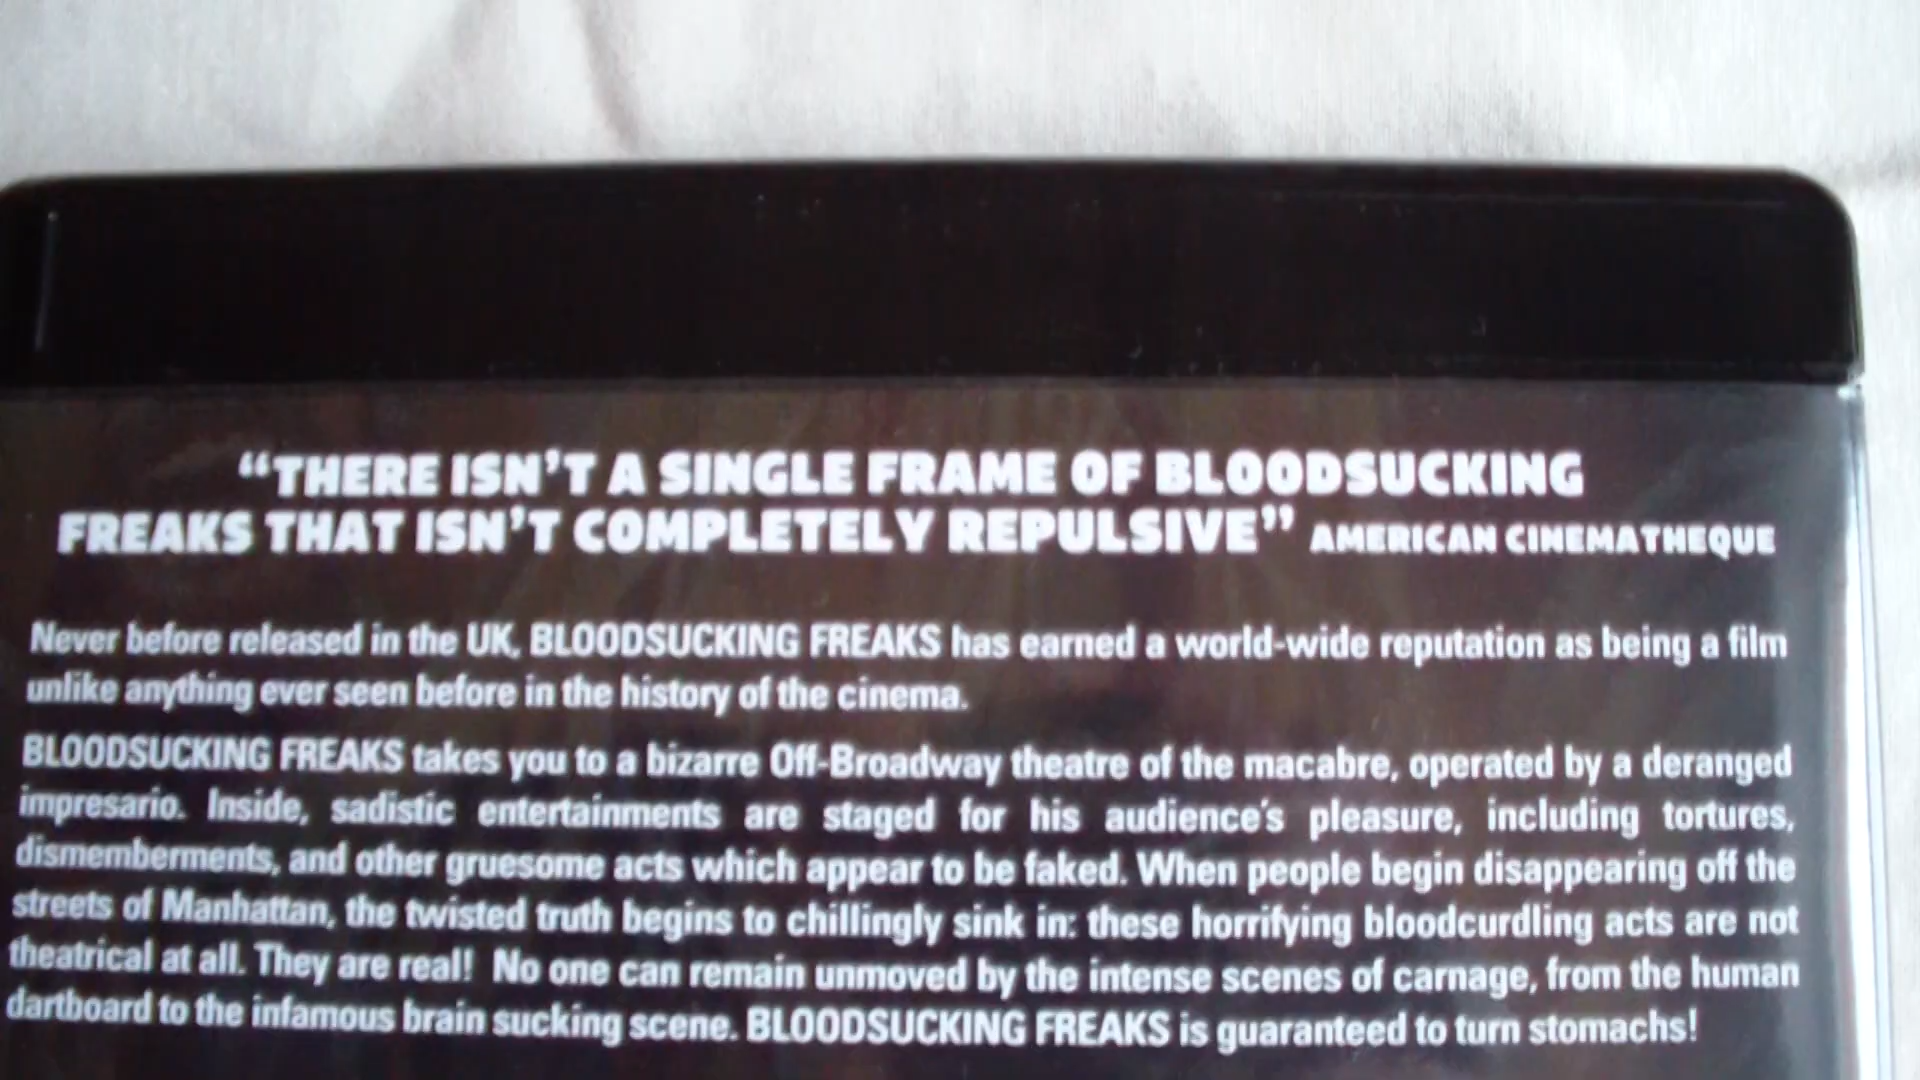 “THERE ISN’T A SINGLE FRAME OF BLOODSUCKING
FREAKS THAT ISN’T COMPLETELY REPULSIVE” AMERICAN CINEMATHEQUE
Never before released in the UK, BLOODSUCKING FREAKS has earned a world-wide reputation as being a film
unlike anything ever seen before in the history of the cinema.
BLOODSUCKING FREAKS takes you to a bizarre Off-Broadway theatre of the macabre, operated by a deranged
impresario. Inside, sadistic entertainments are staged for his audience’s pleasure, including tortures,
dismemberments, and other gruesome acts which appear to be faked. When people begin disappearing off the
streets of Manhattan, the twisted truth begins to chillingly sink in: these horrifying bloodcurdling acts are not
theatrical at all. They are real! No one can remain unmoved by the intense scenes of carnage, from the human
dartboard to the infamous brain sucking scene. BLOODSUCKING FREAKS is guaranteed to turn stomachs!